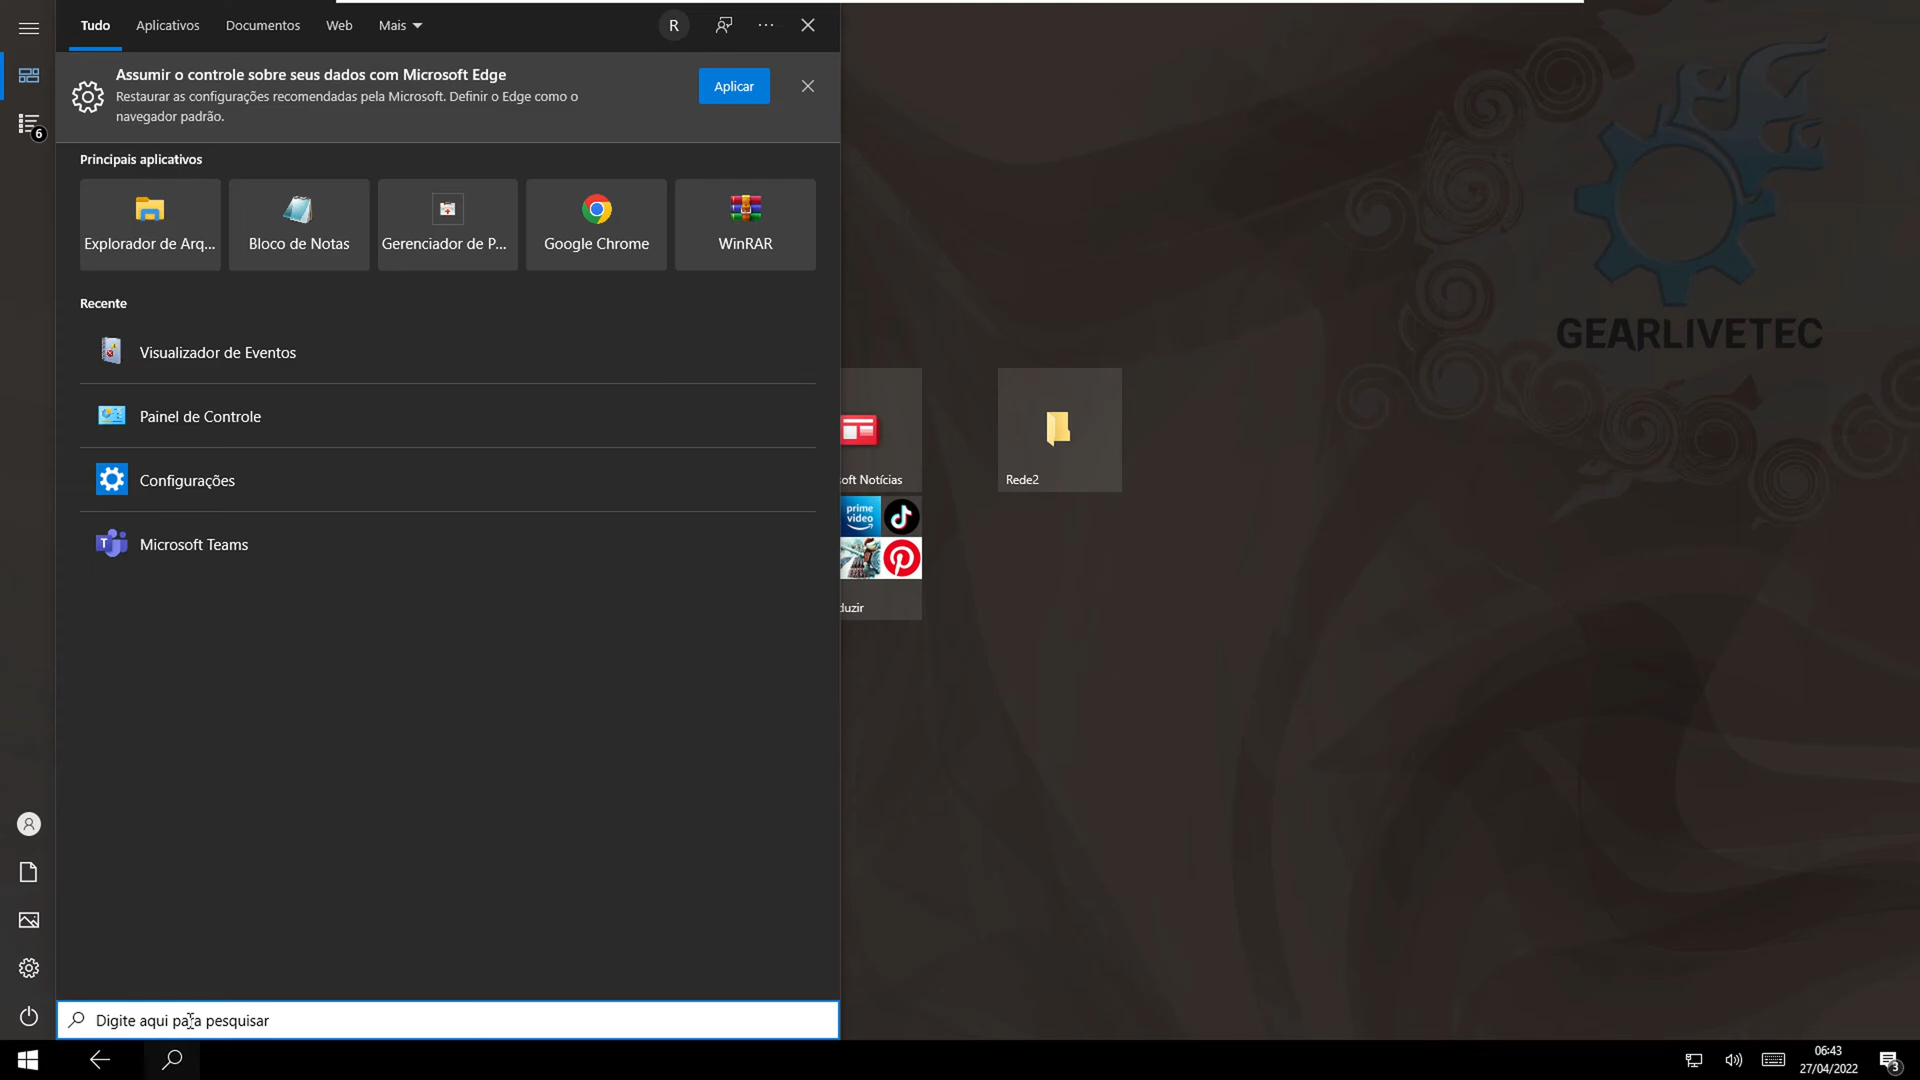 Tudo
Aplicativos
Documentos
Web
Mais
R
Assumir o controle sobre seus dados com Microsoft Edge
Restaurar as configurações recomendadas pela Microsoft. Definir o Edge como o
navegador padrão.
Aplicar
6
Principais aplicativos
Explorador de Arq...
Bloco de Notas
Gerenciador de P...
Google Chrome
WinRAR
Recente
Visualizador de Eventos
Painel de Controle
Configurações
Microsoft Teams
GEARLIVETEC
oft Notícias
Rede2
prime
video
duzir
Digite aqui para pesquisar
06:43
27/04/2022
3